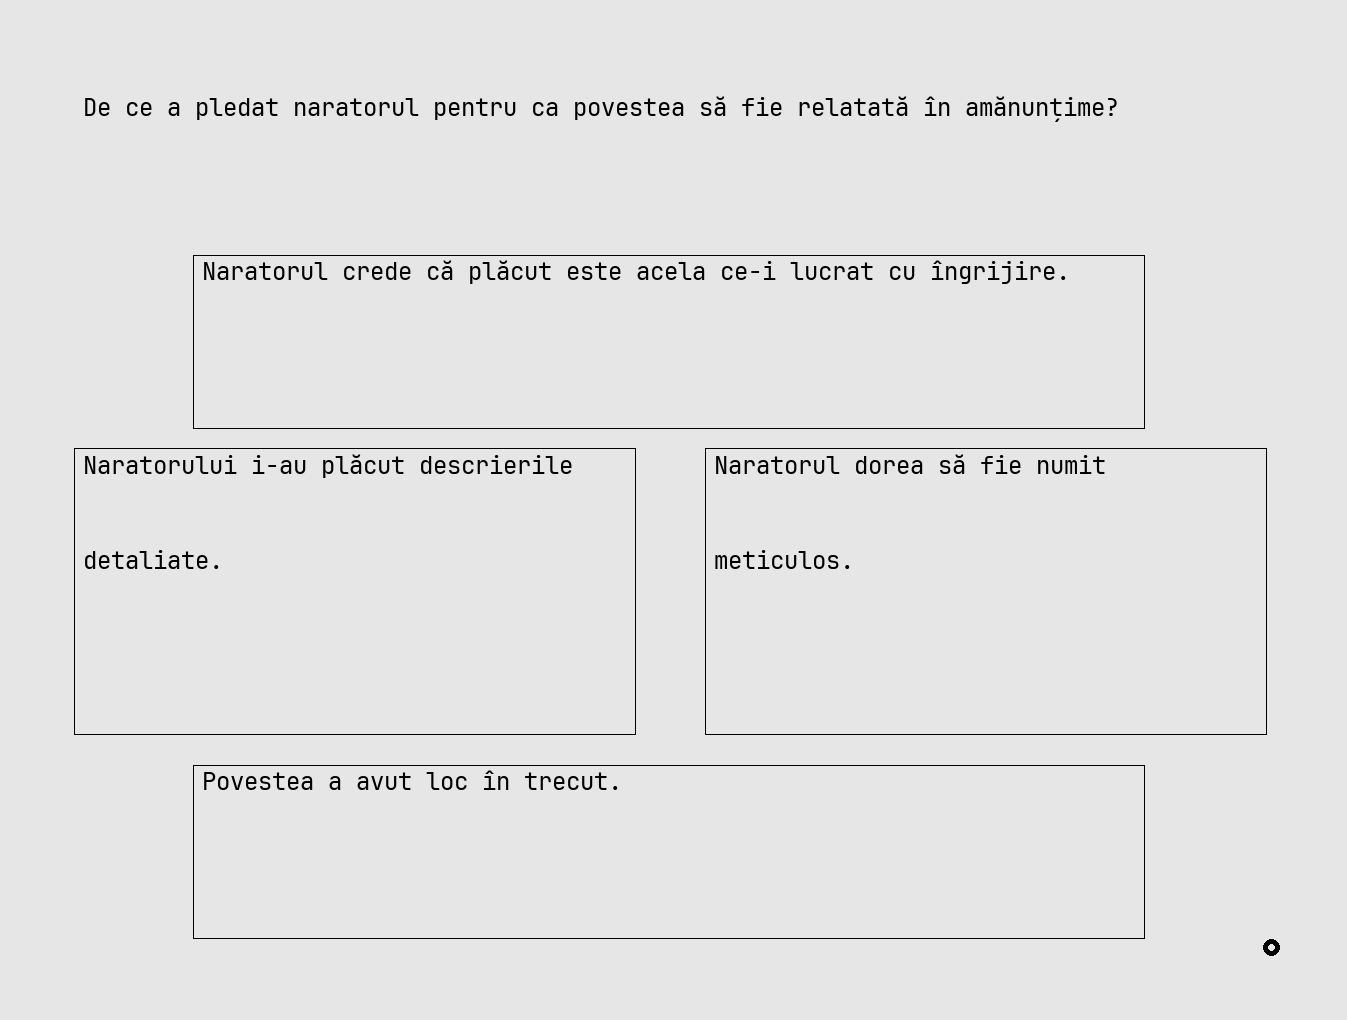 De ce a pledat naratorul pentru ca povestea să fie relatată în amănunțime?
Naratorul crede că plăcut este acela ce-i lucrat cu îngrijire.
Naratorului i-au plăcut descrierile
detaliate.
Naratorul dorea să fie numit
meticulos.
Povestea a avut loc în trecut.